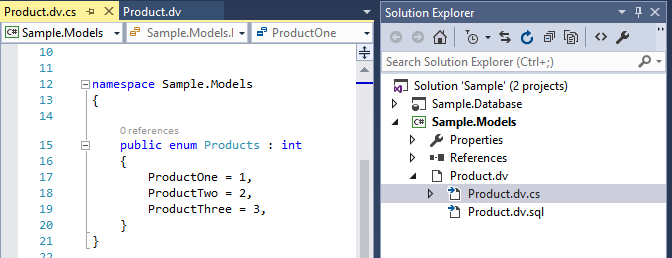 Product.dv.cs
Product.dv
Sample.Models
Sample.Models.I
ProductOne
10
11
12 namespace Sample.Models
13 {
14
0 references
15 public enum Products : int
16 {
17 ProductOne = 1,
18 ProductTwo = 2,
19 ProductThree = 3,
20 }
21 }
22
Solution Explorer
Search Solution Explorer (Ctrl+;)
Solution 'Sample' (2 projects)
Sample.Database
C# Sample.Models
Properties
References
Product.dv
Product.dv.cs
Product.dv.sql